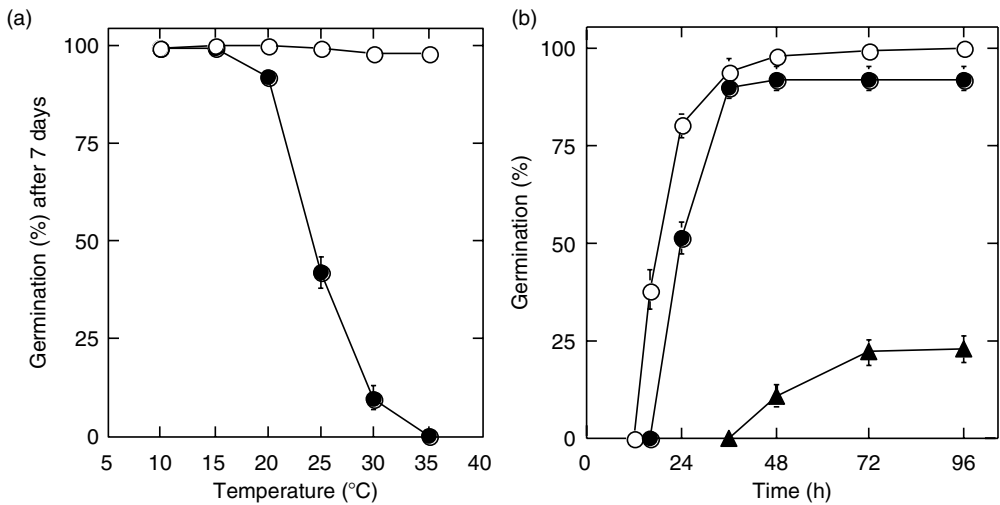 (a)
100
75
50
25
0
Germination (%) after 7 days
5 10 15 20 25 30 35 40
Temperature (°C)
(b)
100
75
50
25
0
Germination (%)
0 24 48 72 96
Time (h)